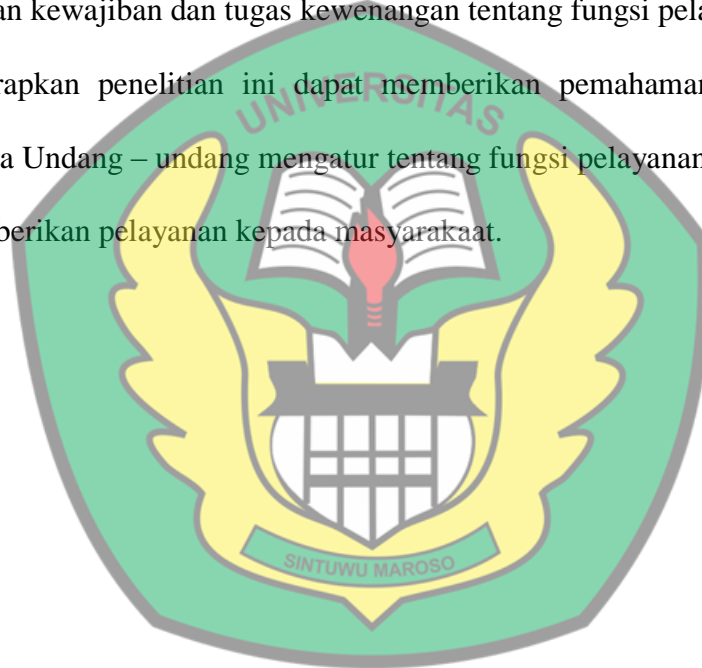 an kewajiban dan tugas kewenangan tentang fungsi pela
rapkan penelitian ini dapat memberikan pemahaman
a Undang – undang mengatur tentang fungsi pelayanan
berikan pelayanan kepada masyarakaat.
UNIVERSITAS
SINTUWU MAROSO